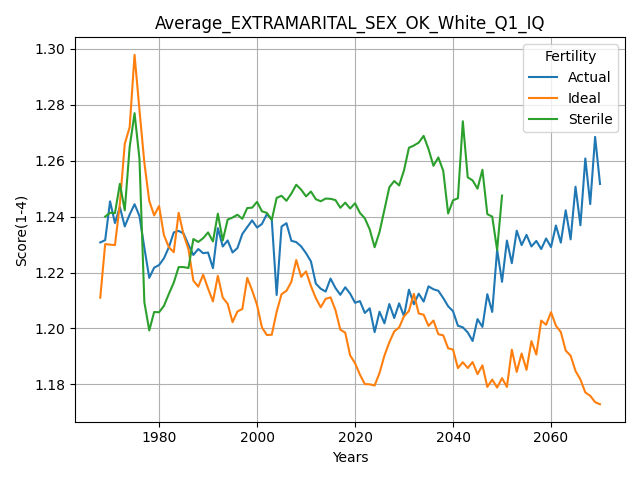 Average_EXTRAMARITAL_SEX_OK_White_Q1_IQ
Fertility
Actual
Ideal
Sterile
Score(1-4)
1.30
1.28
1.26
1.24
1.22
1.20
1.18
1980
2000
2020
2040
2060
Years